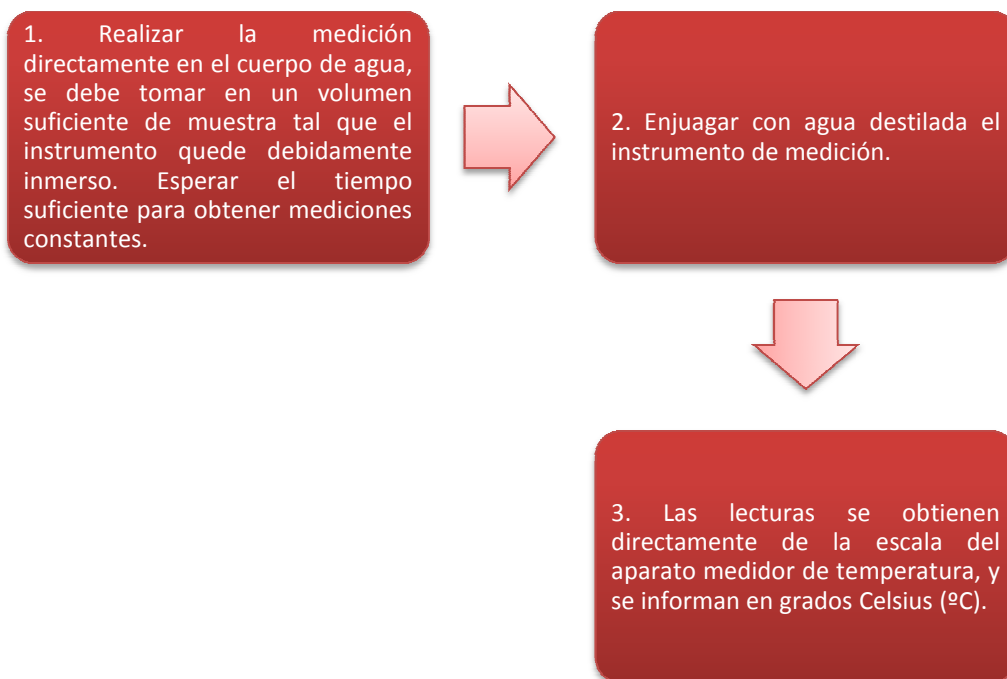 1. Realizar la medición
directamente en el cuerpo de agua,
se debe tomar en un volumen
suficiente de muestra tal que el
instrumento quede debidamente
inmerso. Esperar el tiempo
suficiente para obtener mediciones
constantes.
2. Enjuagar con agua destilada el
instrumento de medición.
3. Las lecturas se obtienen
directamente de la escala del
aparato medidor de temperatura, y
se informan en grados Celsius (ºC).